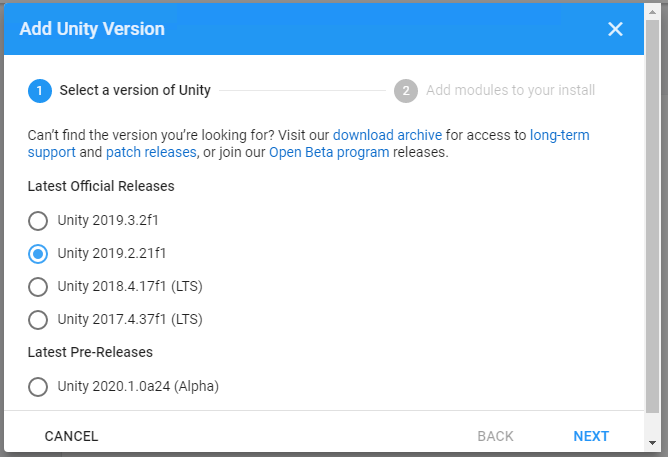 Add Unity Version
1 Select a version of Unity 2 Add modules to your install
Can't find the version you're looking for? Visit our download archive for access to long-term
support and patch releases, or join our Open Beta program releases.
Latest Official Releases
Unity 2019.3.2f1
Unity 2019.2.21f1
Unity 2018.4.17f1 (LTS)
Unity 2017.4.37f1 (LTS)
Latest Pre-Releases
Unity 2020.1.0a24 (Alpha)
CANCEL BACK NEXT